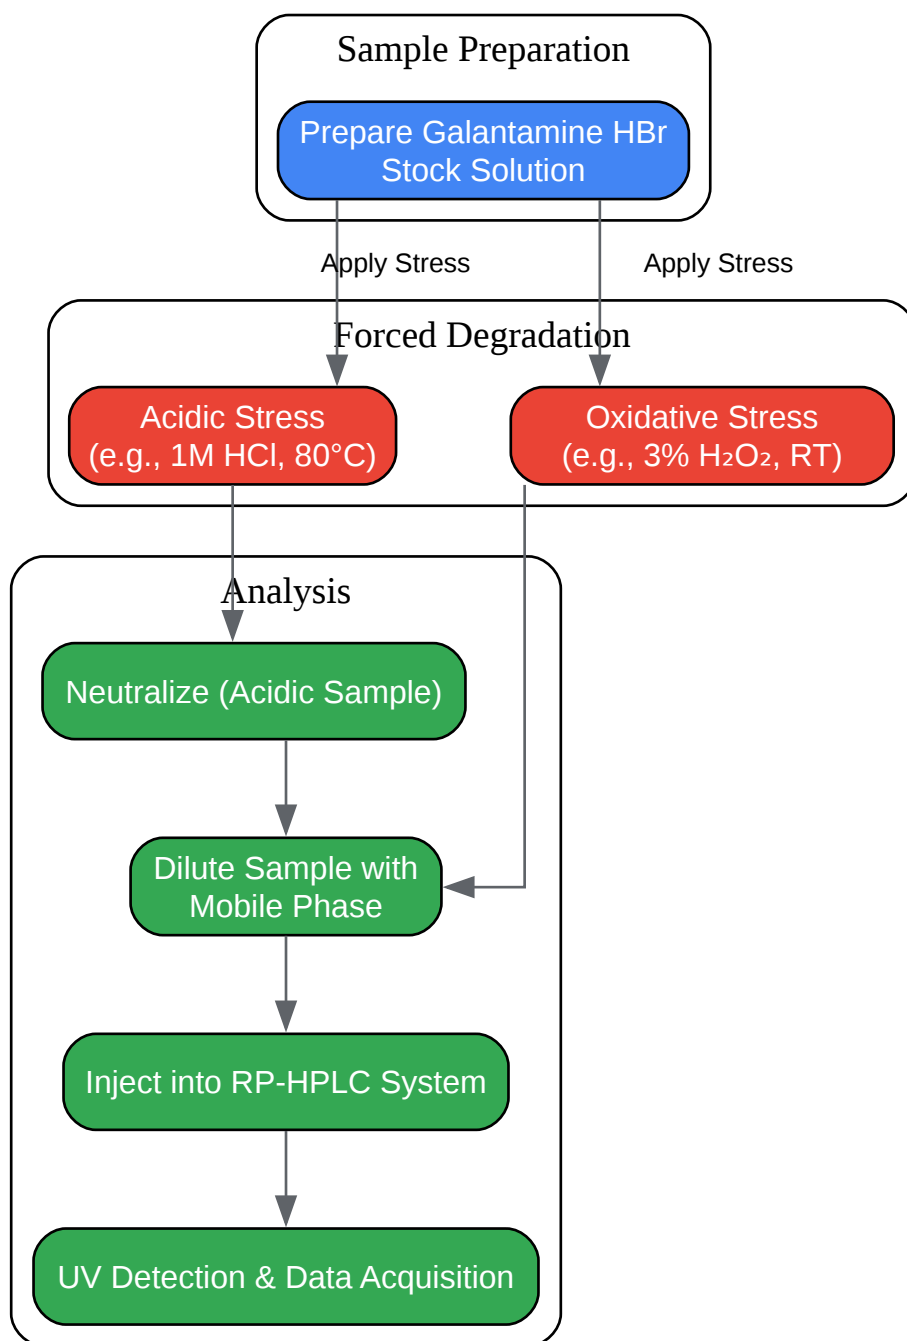 Sample Preparation
Prepare Galantamine HBr
Stock Solution
Apply Stress
Apply Stress
Forced Degradation
Acidic Stress
(e.g., 1M HCl, 80°C)
Oxidative Stress
(e.g., 3% H₂O₂, RT)
Analysis
Neutralize (Acidic Sample)
Dilute Sample with
Mobile Phase
Inject into RP-HPLC System
UV Detection & Data Acquisition